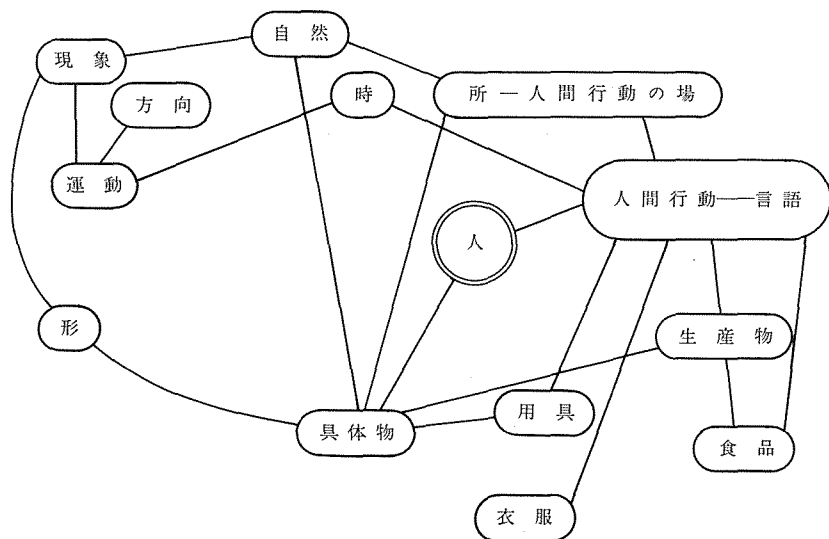 自然
現象
時
所―人間行動の場
方向
運動
人間行動――言語
人
形
生産物
用具
具体物
食品
衣服